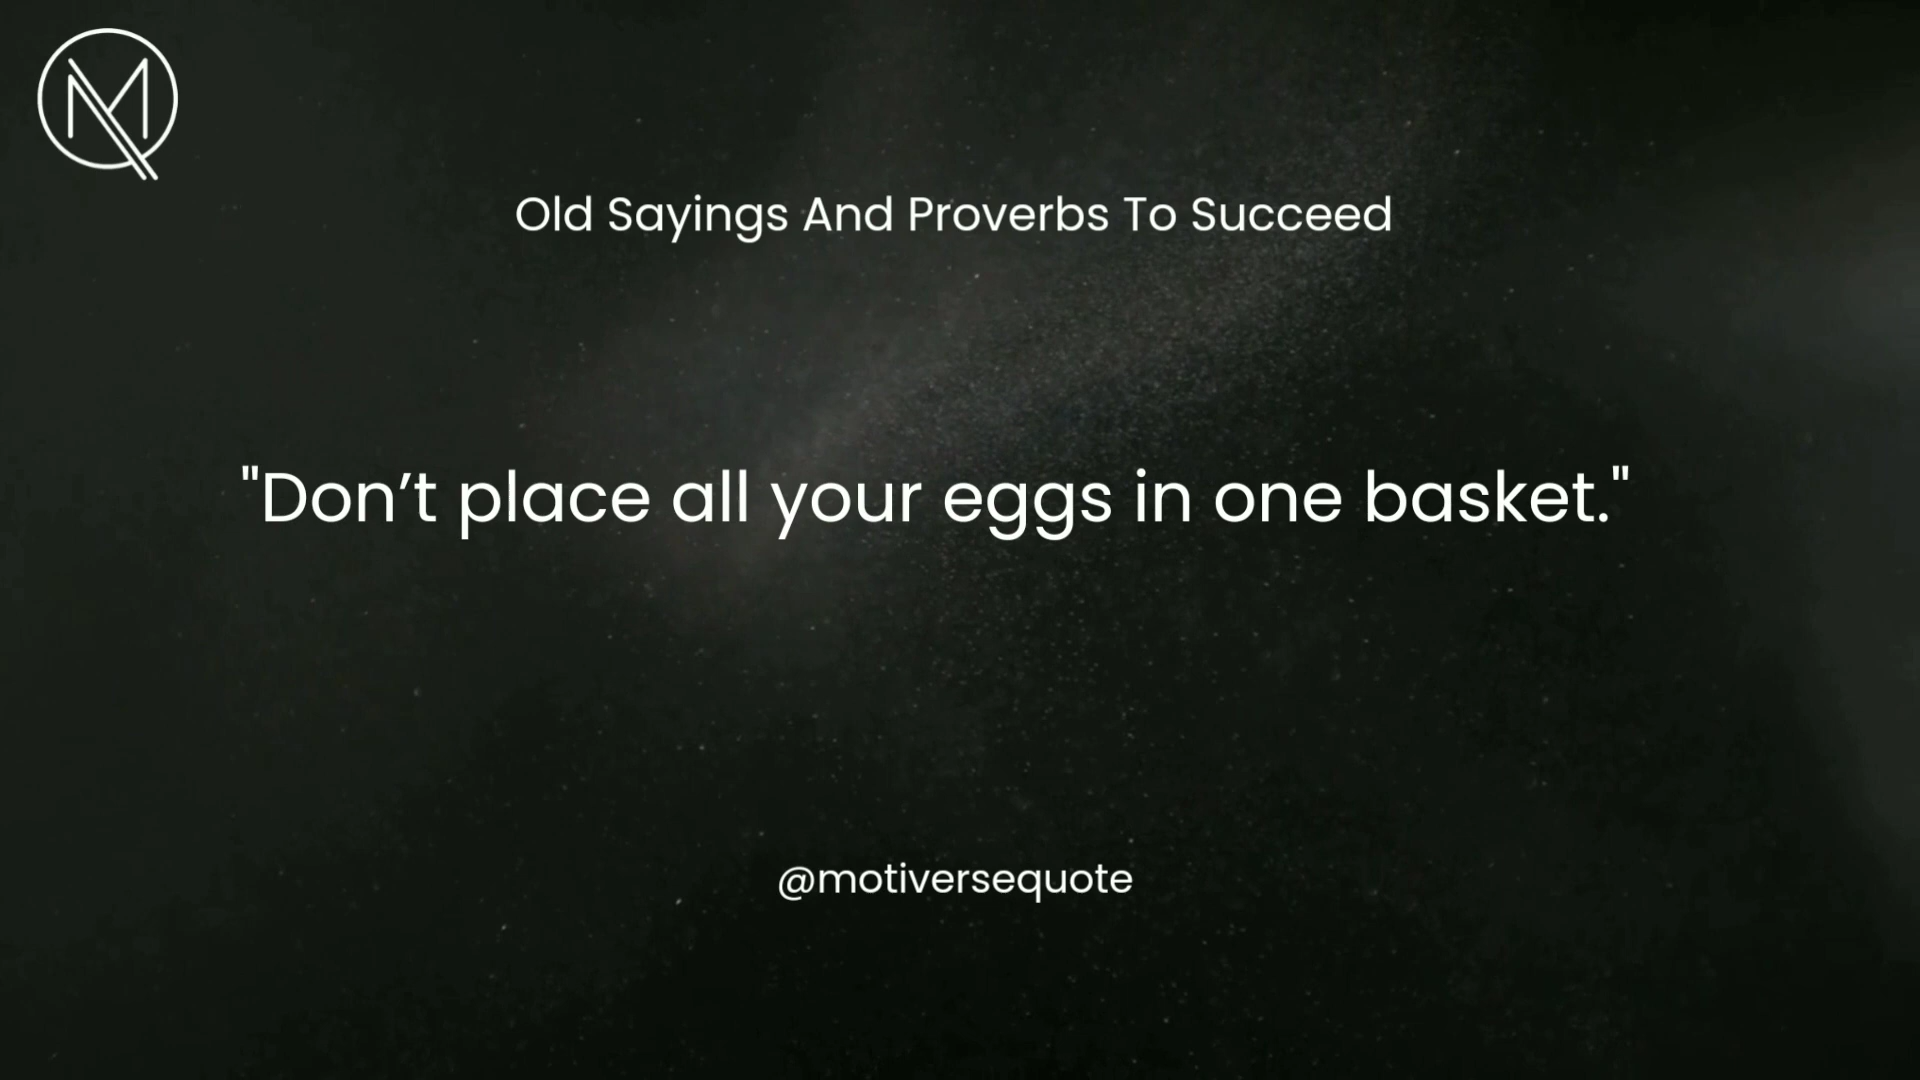 Old Sayings And Proverbs To Succeed
"Don’t place all your eggs in one basket."
@motiversequote